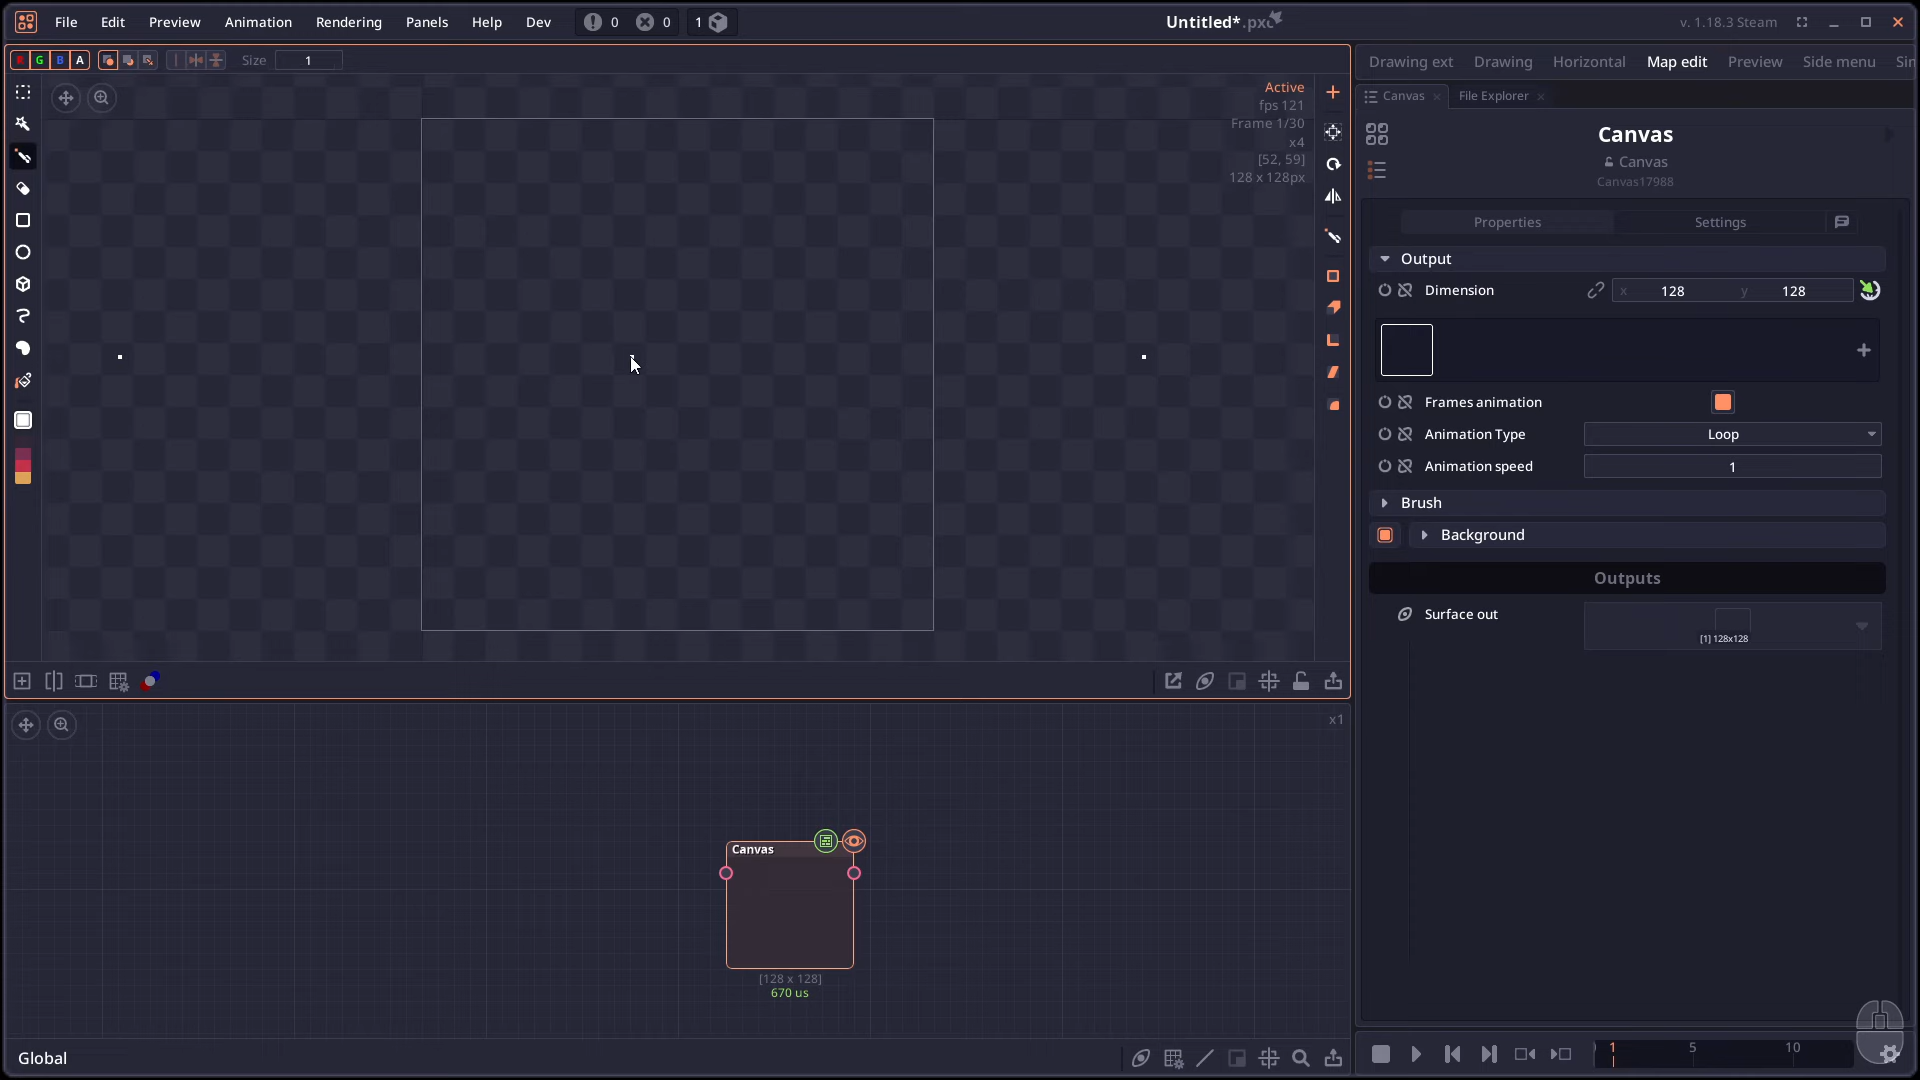 File Edit Preview Animation Rendering Panels Help Dev 0 0 1 Untitled*.pxc v. 1.18.3 Steam
R G B A Size 1
Drawing ext Drawing Horizontal Map edit Preview Side menu Sin
Active
fps 121
Frame 1/30
x4
[52, 59]
128 x 128px
Canvas File Explorer
Canvas
Canvas
Canvas17988
Properties Settings
Output
Dimension x 128 y 128
Frames animation
Animation Type Loop
Animation speed 1
Brush
Background
Outputs
Surface out
[1] 128x128
x1
Canvas
[128 x 128]
670 us
Global
1 5 10